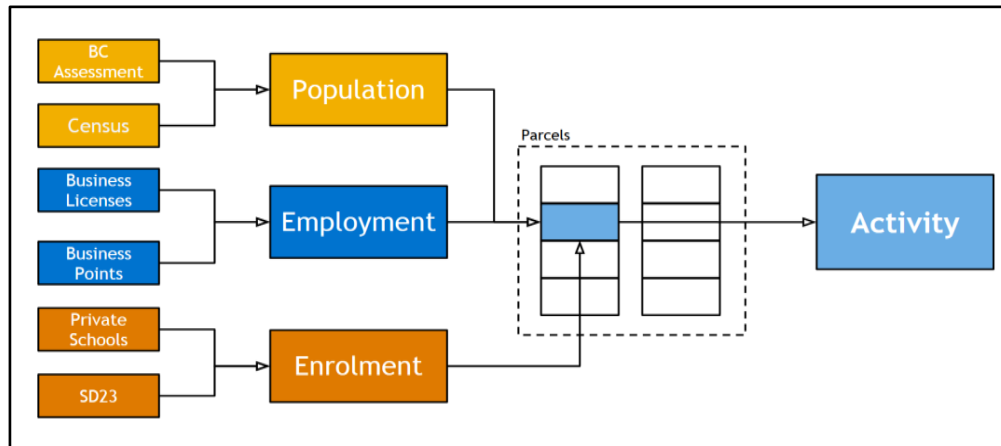 BC
Assessment
Census
Population
Business
Licenses
Business
Points
Employment
Private
Schools
SD23
Enrolment
Parcels
Activity